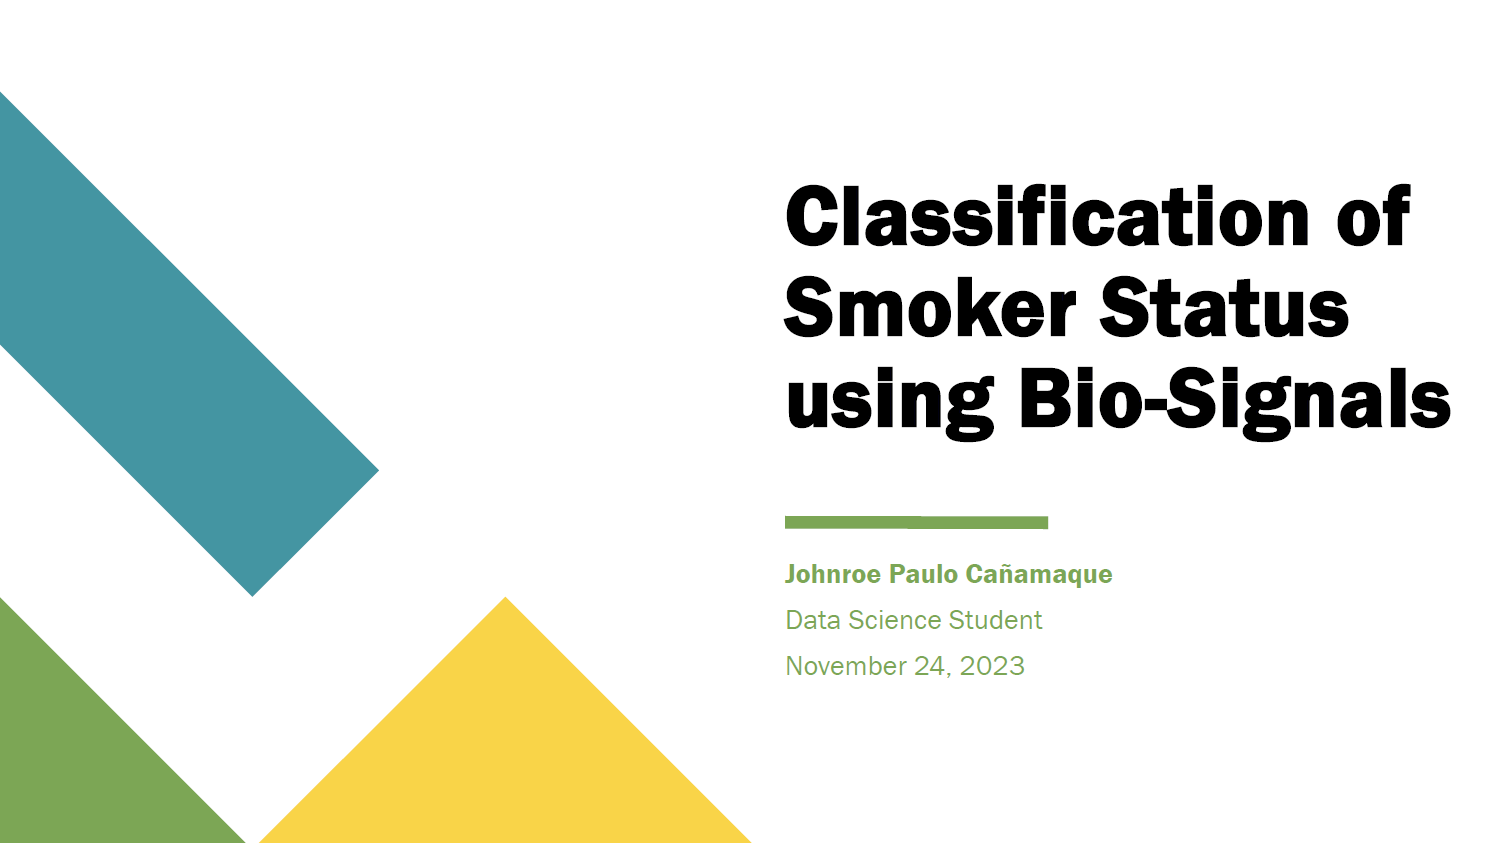 Classification of
Smoker Status
using Bio-Signals
Johnroe Paulo Cañamaque
Data Science Student
November 24, 2023